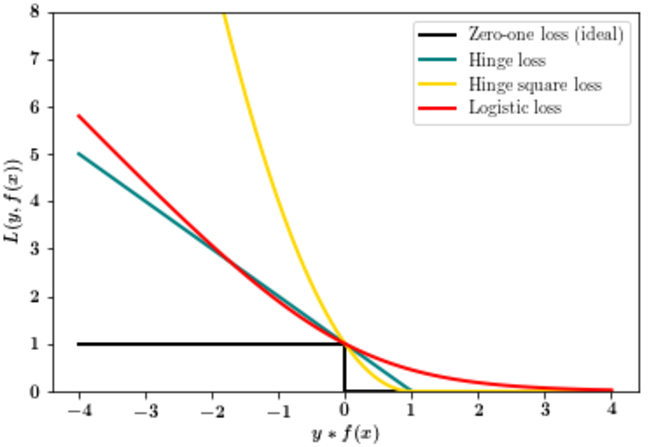 8
7
6
5
4
3
2
1
0
L(y, f(x))
Zero-one loss (ideal)
Hinge loss
Hinge square loss
Logistic loss
−4 −3 −2 −1 0 1 2 3 4
y * f(x)